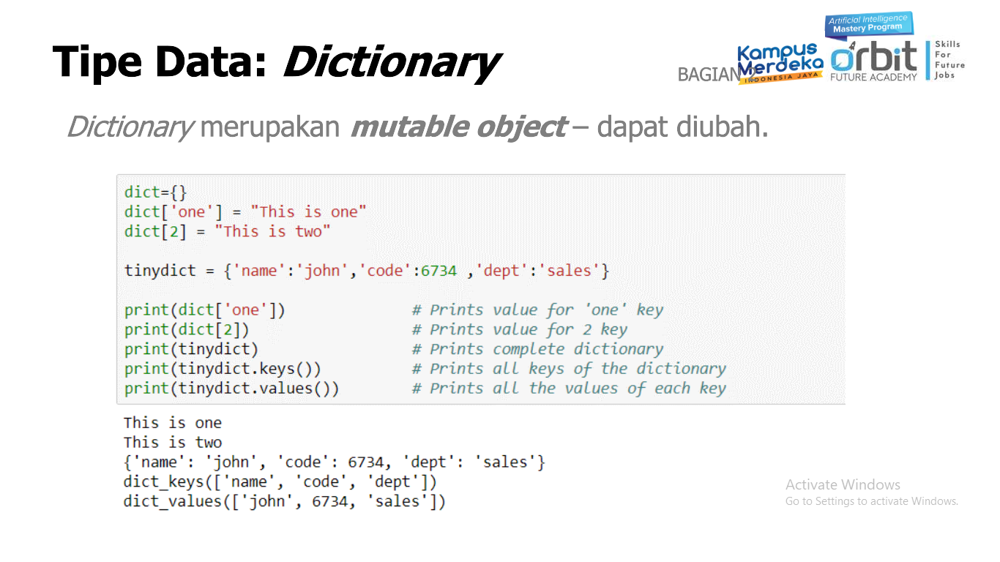 Tipe Data: Dictionary
Artificial Intelligence
Mastery Program
BAGIAN 2
Kampus
Merdeka
INDONESIA JAYA
orbit
FUTURE ACADEMY
Skills
For
Future
Jobs
Dictionary merupakan mutable object – dapat diubah.
dict={}
dict['one'] = "This is one"
dict[2] = "This is two"
tinydict = {'name':'john','code':6734 ,'dept':'sales'}
print(dict['one']) # Prints value for 'one' key
print(dict[2]) # Prints value for 2 key
print(tinydict) # Prints complete dictionary
print(tinydict.keys()) # Prints all keys of the dictionary
print(tinydict.values()) # Prints all the values of each key
This is one
This is two
{'name': 'john', 'code': 6734, 'dept': 'sales'}
dict_keys(['name', 'code', 'dept'])
dict_values(['john', 6734, 'sales'])
Activate Windows
Go to Settings to activate Windows.